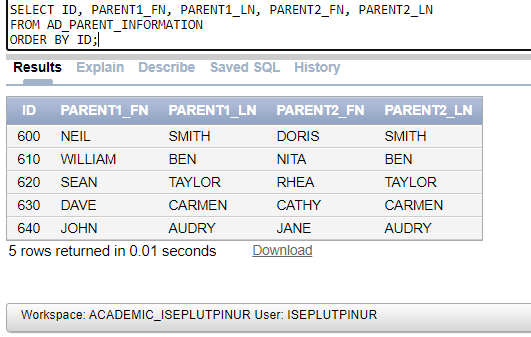 SELECT ID, PARENT1_FN, PARENT1_LN, PARENT2_FN, PARENT2_LN
FROM AD_PARENT_INFORMATION
ORDER BY ID;
Results Explain Describe Saved SQL History
ID PARENT1_FN PARENT1_LN PARENT2_FN PARENT2_LN
600 NEIL SMITH DORIS SMITH
610 WILLIAM BEN NITA BEN
620 SEAN TAYLOR RHEA TAYLOR
630 DAVE CARMEN CATHY CARMEN
640 JOHN AUDRY JANE AUDRY
5 rows returned in 0.01 seconds Download
Workspace: ACADEMIC_ISEPLUTPINUR User: ISEPLUTPINUR